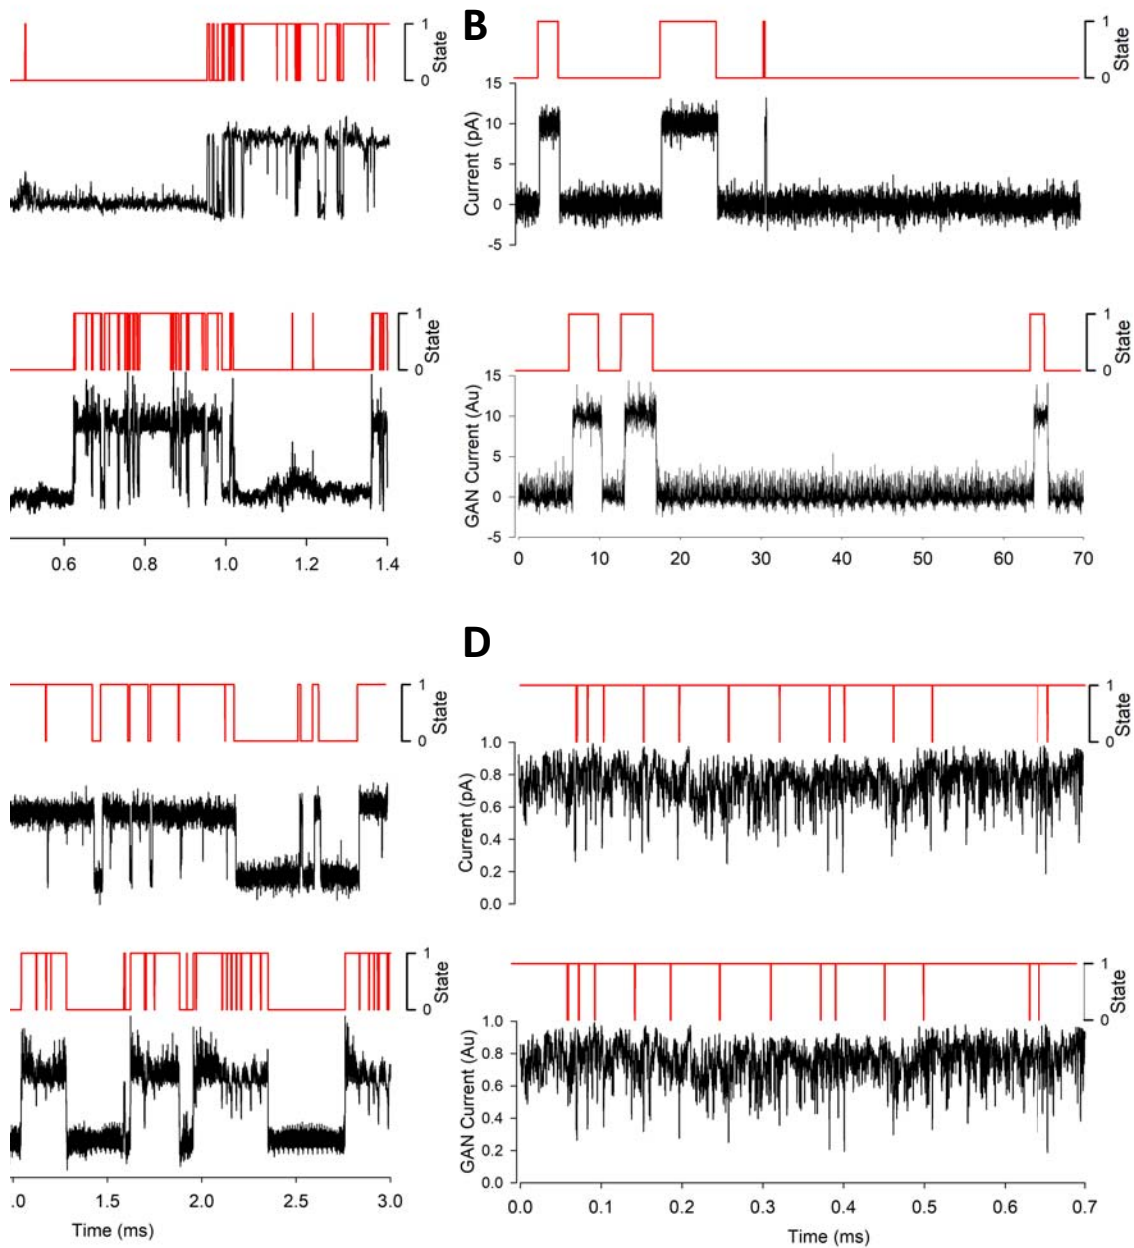 B
1
State
0
1
State
0
15
10
5
0
-5
Current (pA)
1
State
0
1
State
0
15
10
5
0
-5
GAN Current (Au)
0.6 0.8 1.0 1.2 1.4
0 10 20 30 40 50 60 70
D
1
State
0
1
State
0
1.0
0.8
0.6
0.4
0.2
0.0
Current (pA)
1
State
0
1
State
0
1.0
0.8
0.6
0.4
0.2
0.0
GAN Current (Au)
.0 1.5 2.0 2.5 3.0
0.0 0.1 0.2 0.3 0.4 0.5 0.6 0.7
Time (ms)
Time (ms)